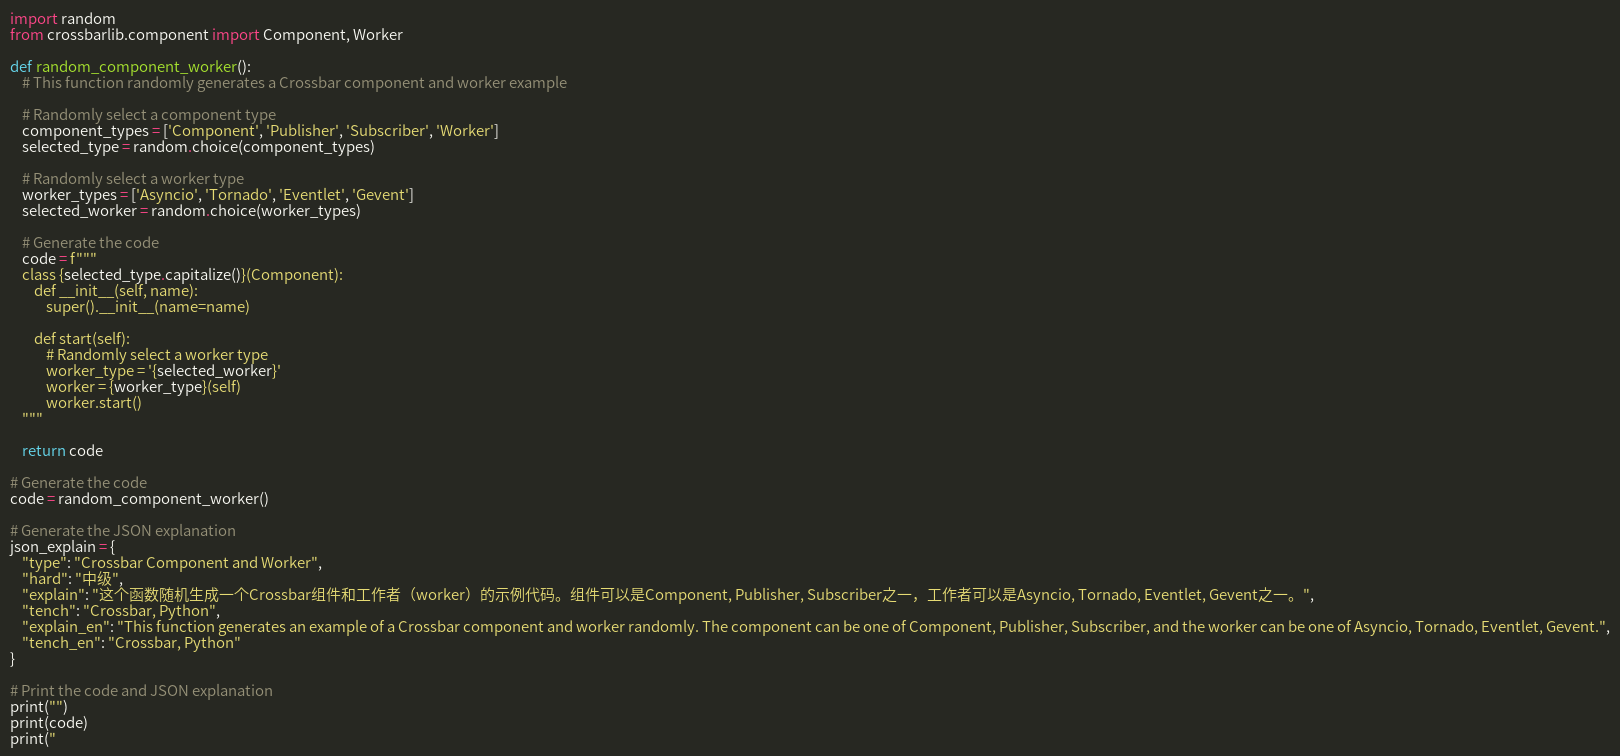 import random
from crossbarlib.component import Component, Worker

def random_component_worker():
    # This function randomly generates a Crossbar component and worker example

    # Randomly select a component type
    component_types = ['Component', 'Publisher', 'Subscriber', 'Worker']
    selected_type = random.choice(component_types)

    # Randomly select a worker type
    worker_types = ['Asyncio', 'Tornado', 'Eventlet', 'Gevent']
    selected_worker = random.choice(worker_types)

    # Generate the code
    code = f"""
    class {selected_type.capitalize()}(Component):
        def __init__(self, name):
            super().__init__(name=name)

        def start(self):
            # Randomly select a worker type
            worker_type = '{selected_worker}'
            worker = {worker_type}(self)
            worker.start()
    """

    return code

# Generate the code
code = random_component_worker()

# Generate the JSON explanation
json_explain = {
    "type": "Crossbar Component and Worker",
    "hard": "中级",
    "explain": "这个函数随机生成一个Crossbar组件和工作者（worker）的示例代码。组件可以是Component, Publisher, Subscriber之一，工作者可以是Asyncio, Tornado, Eventlet, Gevent之一。",
    "tench": "Crossbar, Python",
    "explain_en": "This function generates an example of a Crossbar component and worker randomly. The component can be one of Component, Publisher, Subscriber, and the worker can be one of Asyncio, Tornado, Eventlet, Gevent.",
    "tench_en": "Crossbar, Python"
}

# Print the code and JSON explanation
print("")
print(code)
print("